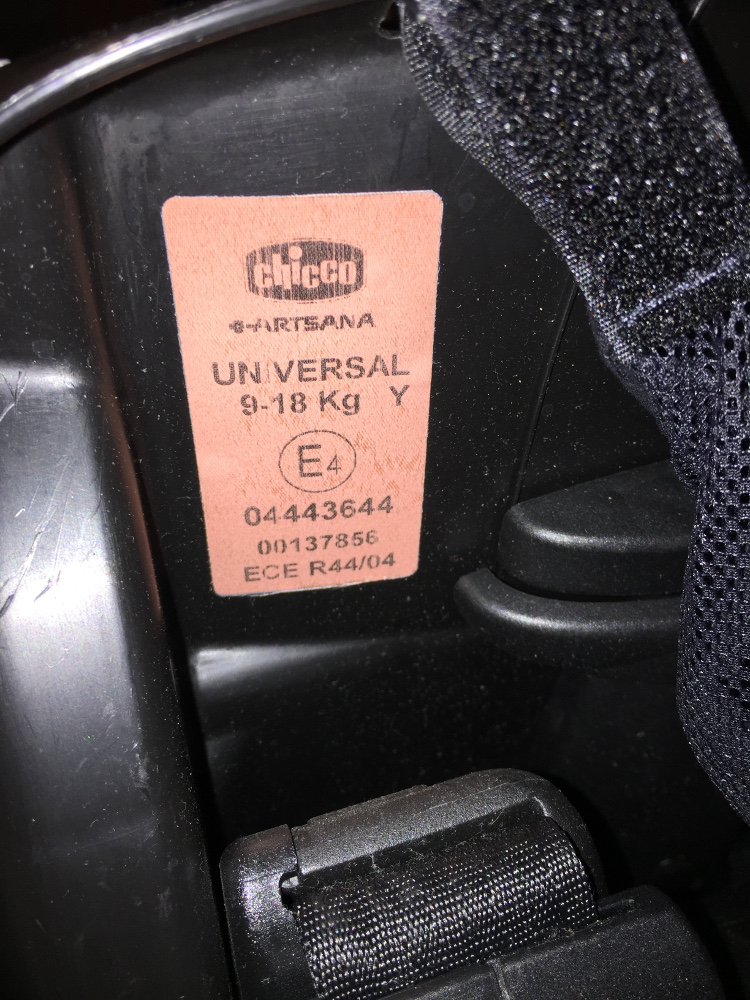 chicco
ARTSANA
UNIVERSAL
9-18 Kg Y
E4
04443644
00137856
ECE R44/04